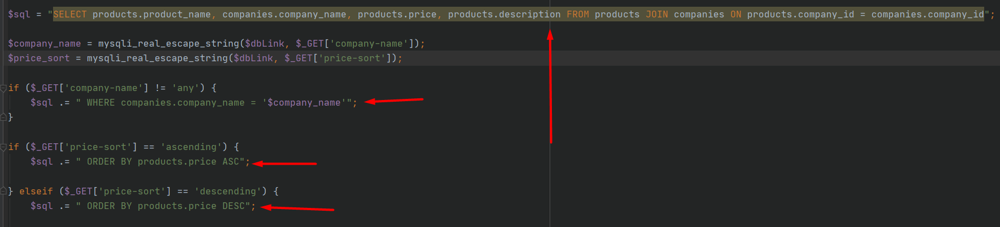 $sql = "SELECT products.product_name, companies.company_name, products.price, products.description FROM products JOIN companies ON products.company_id = companies.company_id";
$company_name = mysqli_real_escape_string($dbLink, $_GET['company-name']);
$price_sort = mysqli_real_escape_string($dbLink, $_GET['price-sort']);
if ($_GET['company-name'] != 'any') {
$sql .= " WHERE companies.company_name = '$company_name'";
}
if ($_GET['price-sort'] == 'ascending') {
$sql .= " ORDER BY products.price ASC";
} elseif ($_GET['price-sort'] == 'descending') {
$sql .= " ORDER BY products.price DESC";